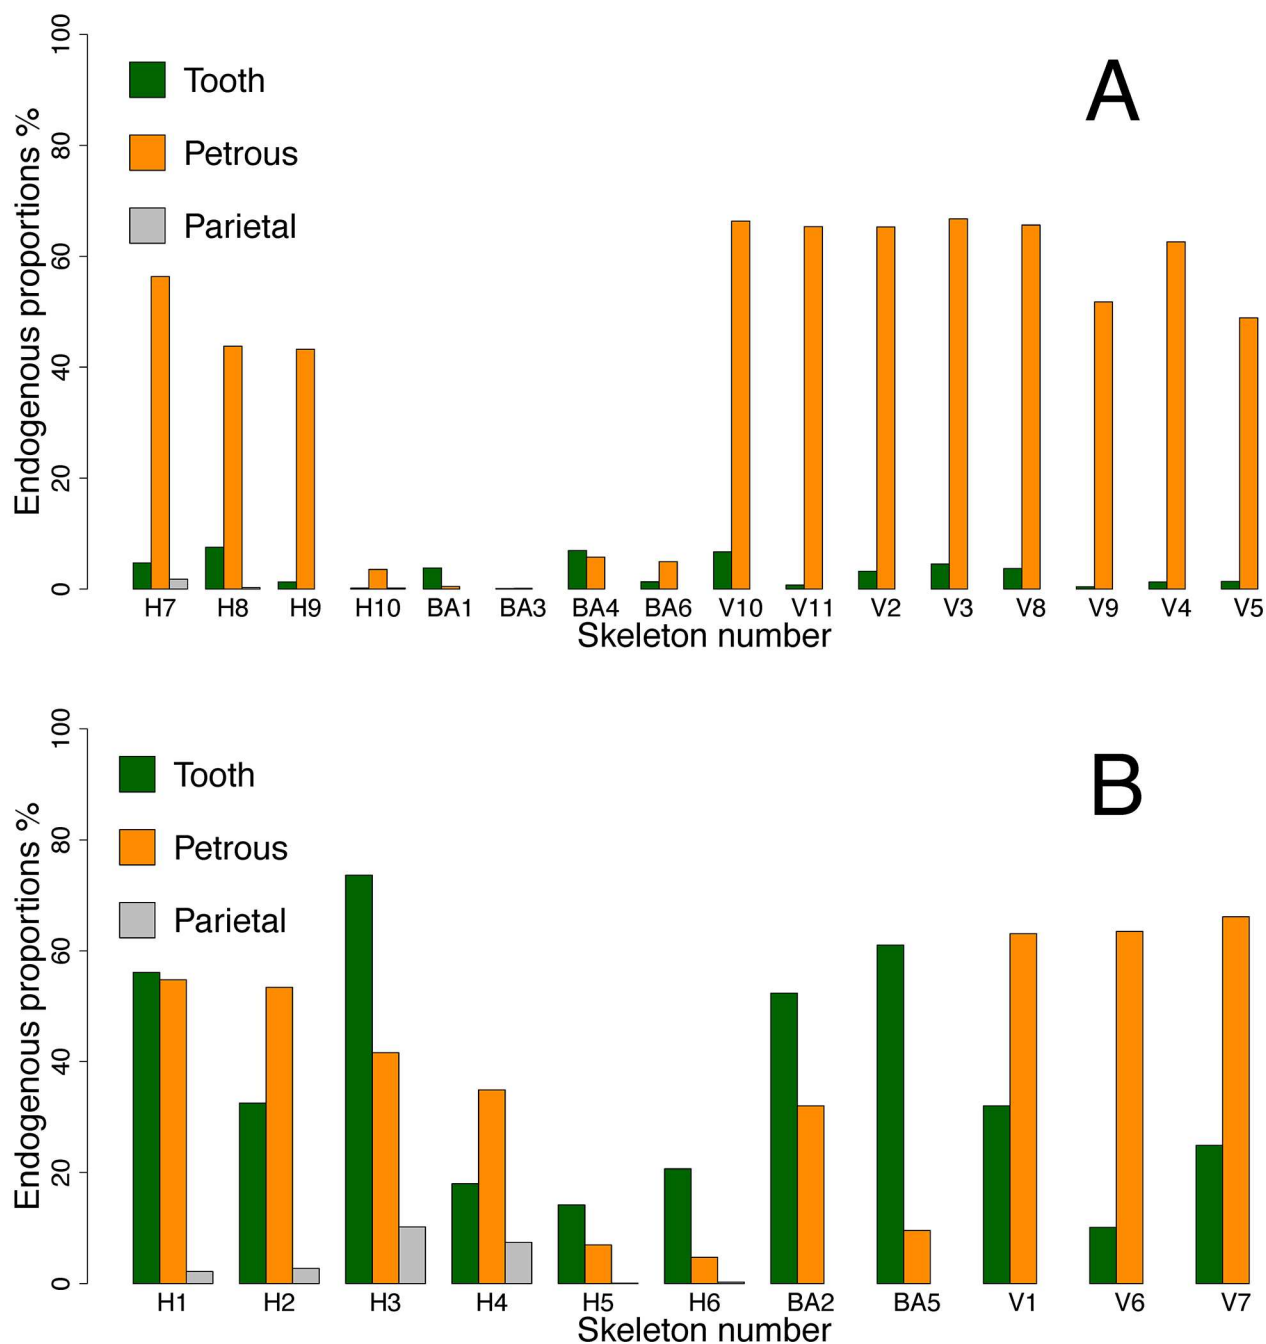 A
Tooth
Petrous
Parietal
Endogenous proportions %
100
80
60
40
20
0
H7 H8 H9 H10 BA1 BA3 BA4 BA6 V10 V11 V2 V3 V8 V9 V4 V5
Skeleton number
B
Tooth
Petrous
Parietal
Endogenous proportions %
100
80
60
40
20
0
H1 H2 H3 H4 H5 H6 BA2 BA5 V1 V6 V7
Skeleton number